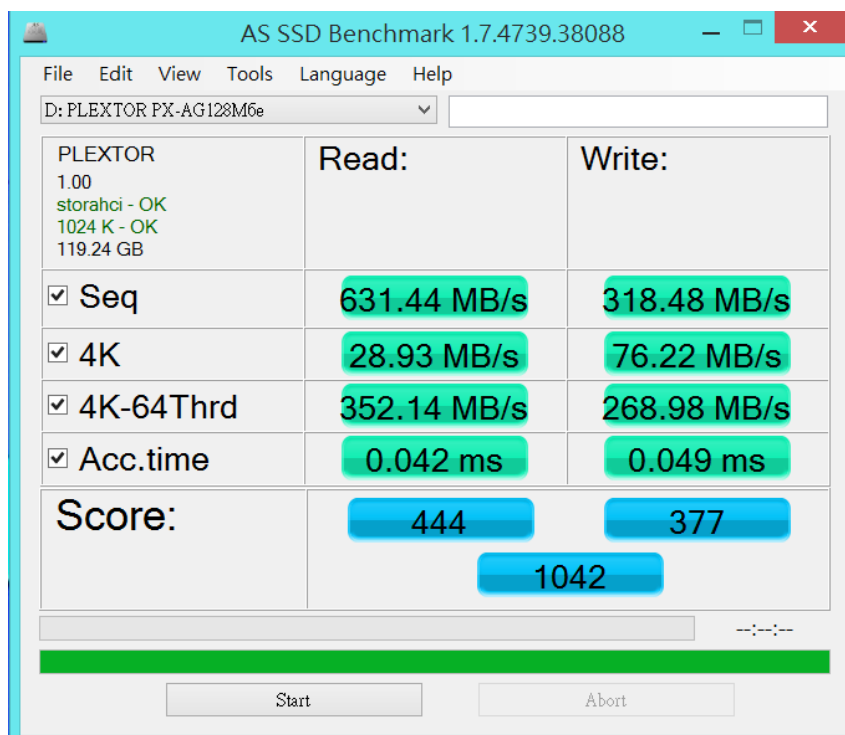 AS SSD Benchmark 1.7.4739.38088
File Edit View Tools Language Help
D: PLEXTOR PX-AG128M6e
PLEXTOR
1.00
storahci - OK
1024 K - OK
119.24 GB
Read:
Write:
Seq
631.44 MB/s
318.48 MB/s
4K
28.93 MB/s
76.22 MB/s
4K-64Thrd
352.14 MB/s
268.98 MB/s
Acc.time
0.042 ms
0.049 ms
Score:
444
377
1042
--:--:--
Start
Abort